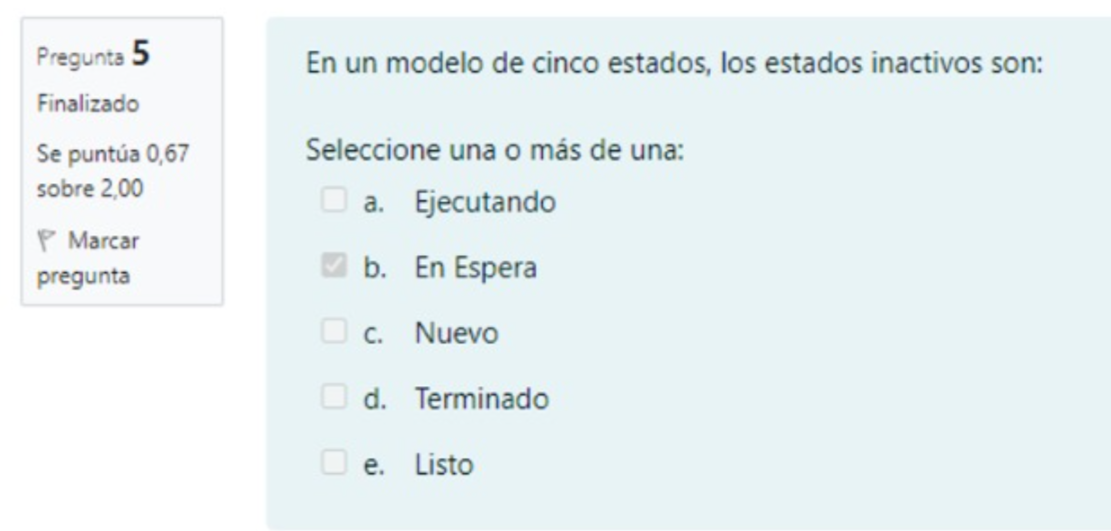 Pregunta 5
Finalizado
Se puntúa 0,67
sobre 2,00
Marcar
pregunta
En un modelo de cinco estados, los estados inactivos son:
Seleccione una o más de una:
a. Ejecutando
b. En Espera
c. Nuevo
d. Terminado
e. Listo